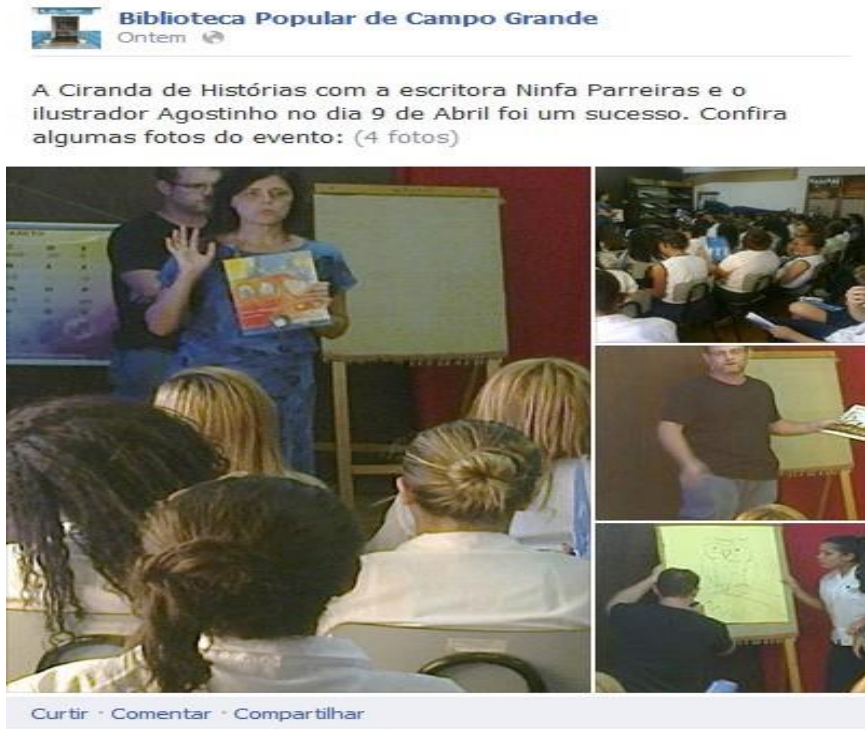 Biblioteca Popular de Campo Grande
Ontem
A Ciranda de Histórias com a escritora Ninfa Parreiras e o
ilustrador Agostinho no dia 9 de Abril foi um sucesso. Confira
algumas fotos do evento: (4 fotos)
Curtir · Comentar · Compartilhar